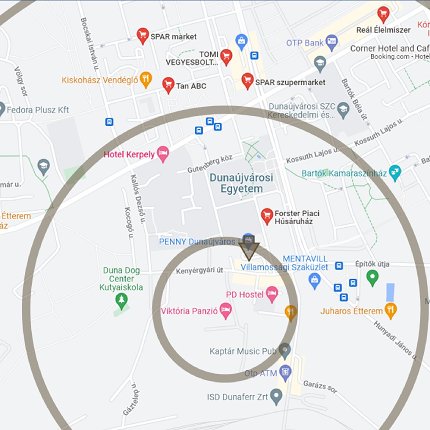 SPAR market
Reál Élelmiszer
Bocskai István u.
TOMI
VEGYESBOLT...
OTP Bank
Corner Hotel and Caf
Booking.com
Völgy sor
Kiskohász Vendéglő
Tan ABC
SPAR szupermarket
Bartók Béla út
Fedora Plusz Kft
Dunaújvárosi SZC
Kereskedelmi és...
Kossuth Lajos u.
Hotel Kerpely
Gutenberg köz
Kossuth Lajos u.
Dunaújvárosi
Egyetem
Bartók Kamaraszínház
már u.
Kallós Dezső u.
Kocogó u.
Étterem
Forster Piaci
Húsáruház
PENNY Dunaújváros
MENTAVILL
Villamossági Szaküzlet
Építők útja
Duna Dog
Center
Kutyaiskola
Kenyérgyári út
PD Hostel
Viktória Panzió
Juharos Étterem
Hunyadi János u.
Kaptár Music Pub
Otp ATM
Garázs sor
ISD Dunaferr Zrt